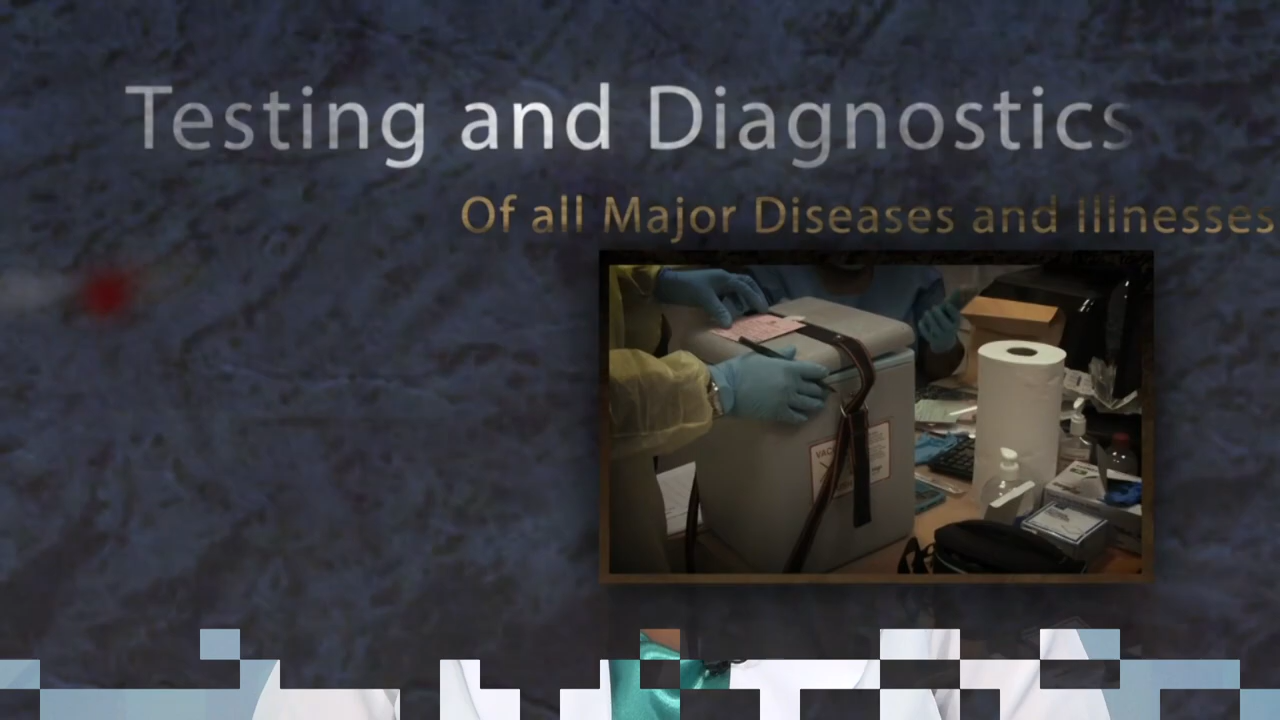 Testing and Diagnostics
Of all Major Diseases and Illnesses